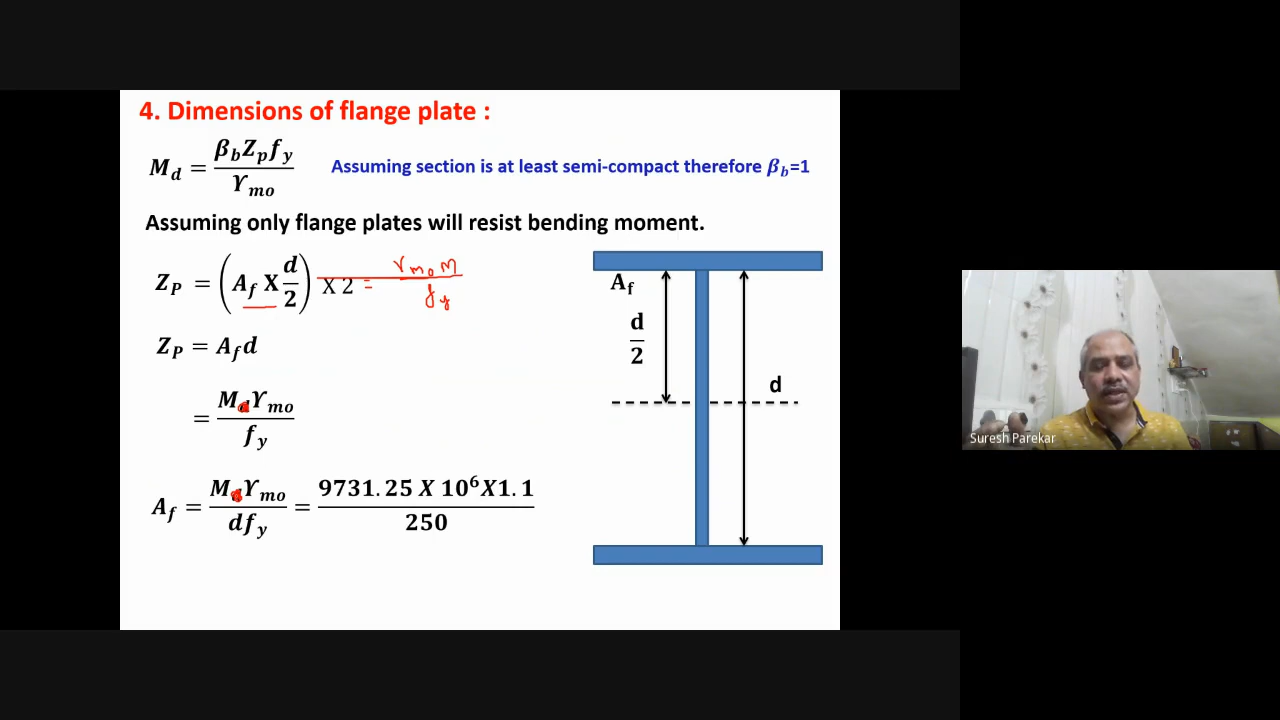 4. Dimensions of flange plate :
M_d = β_b Z_p f_y / ϒ_mo
Assuming section is at least semi-compact therefore β_b=1
Assuming only flange plates will resist bending moment.
Z_P = (A_f X d/2) X 2 = ϒ_mo M / f_y
Z_P = A_f d
= M ϒ_mo / f_y
A_f = M ϒ_mo / d f_y = 9731.25 X 10^6 X1.1 / 250
A_f
d/2
d
Suresh Parekar